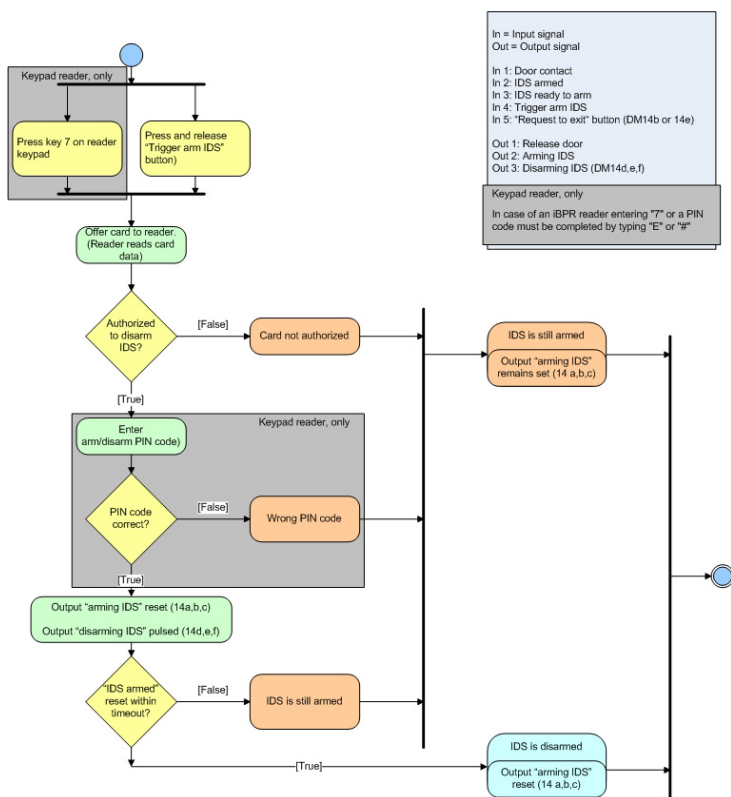 Keypad reader, only
Press key 7 on reader
keypad
Press and release
“Trigger arm IDS”
button)
Offer card to reader.
(Reader reads card
data)
Authorized
to disarm
IDS?
[False]
Card not authorized
[True]
Keypad reader, only
Enter
arm/disarm PIN code)
PIN code
correct?
[False]
Wrong PIN code
[True]
Output “arming IDS” reset (14a,b,c)
Output “disarming IDS” pulsed (14d,e,f)
“IDS armed”
reset within
timeout?
[False]
IDS is still armed
[True]
IDS is still armed
Output “arming IDS”
remains set (14 a,b,c)
IDS is disarmed
Output “arming IDS”
reset (14 a,b,c)
In = Input signal
Out = Output signal
In 1: Door contact
In 2: IDS armed
In 3: IDS ready to arm
In 4: Trigger arm IDS
In 5: “Request to exit” button (DM14b or 14e)
Out 1: Release door
Out 2: Arming IDS
Out 3: Disarming IDS (DM14d,e,f)
Keypad reader, only
In case of an iBPR reader entering "7" or a PIN
code must be completed by typing "E" or "#"